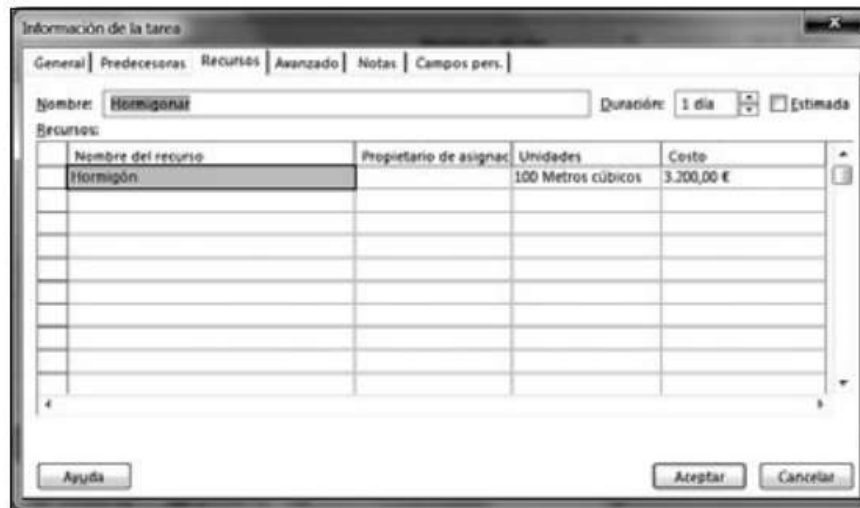 Información de la tarea
General Predecesoras Recursos Avanzado Notas Campos pers.
Nombre: Hormigonar Duración: 1 día Estimada
Recursos:
Nombre del recurso Propietario de asignac Unidades Costo
Hormigón 100 Metros cúbicos 3.200,00 €
Ayuda Aceptar Cancelar